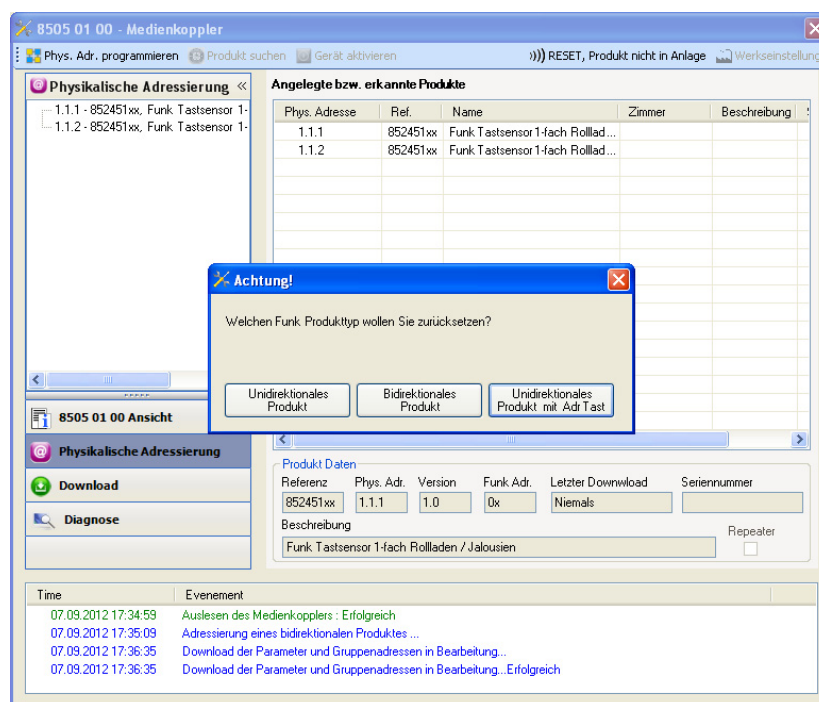 8505 01 00 - Medienkoppler
Phys. Adr. programmieren Produkt suchen Gerät aktivieren RESET, Produkt nicht in Anlage Werkseinstellung
Physikalische Adressierung «
1.1.1 - 852451xx, Funk Tastsensor 1-
1.1.2 - 852451xx, Funk Tastsensor 1-
Angelegte bzw. erkannte Produkte
Phys. Adresse Ref. Name Zimmer Beschreibung
1.1.1 852451xx Funk Tastsensor 1-fach Rolllad...
1.1.2 852451xx Funk Tastsensor 1-fach Rolllad...
Achtung!
Welchen Funk Produkttyp wollen Sie zurücksetzen?
Unidirektionales
Produkt
Bidirektionales
Produkt
Unidirektionales
Produkt mit Adr Tast
8505 01 00 Ansicht
Physikalische Adressierung
Download
Diagnose
Produkt Daten
Referenz Phys. Adr. Version Funk Adr. Letzter Downwload Seriennummer
852451xx 1.1.1 1.0 0x Niemals
Beschreibung Repeater
Funk Tastsensor 1-fach Rollladen / Jalousien
Time Evenement
07.09.2012 17:34:59 Auslesen des Medienkopplers : Erfolgreich
07.09.2012 17:35:09 Adressierung eines bidirektionalen Produktes ...
07.09.2012 17:36:35 Download der Parameter und Gruppenadressen in Bearbeitung...
07.09.2012 17:36:35 Download der Parameter und Gruppenadressen in Bearbeitung...Erfolgreich